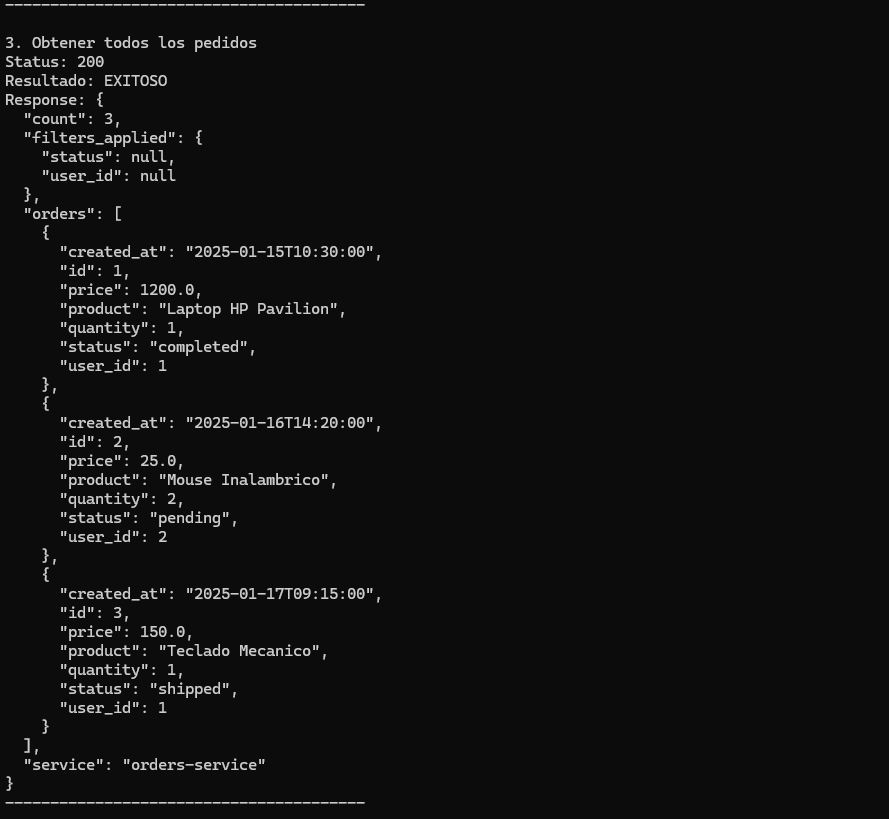 ----------------------------------------
3. Obtener todos los pedidos
Status: 200
Resultado: EXITOSO
Response: {
  "count": 3,
  "filters_applied": {
    "status": null,
    "user_id": null
  },
  "orders": [
    {
      "created_at": "2025-01-15T10:30:00",
      "id": 1,
      "price": 1200.0,
      "product": "Laptop HP Pavilion",
      "quantity": 1,
      "status": "completed",
      "user_id": 1
    },
    {
      "created_at": "2025-01-16T14:20:00",
      "id": 2,
      "price": 25.0,
      "product": "Mouse Inalambrico",
      "quantity": 2,
      "status": "pending",
      "user_id": 2
    },
    {
      "created_at": "2025-01-17T09:15:00",
      "id": 3,
      "price": 150.0,
      "product": "Teclado Mecanico",
      "quantity": 1,
      "status": "shipped",
      "user_id": 1
    }
  ],
  "service": "orders-service"
}
----------------------------------------